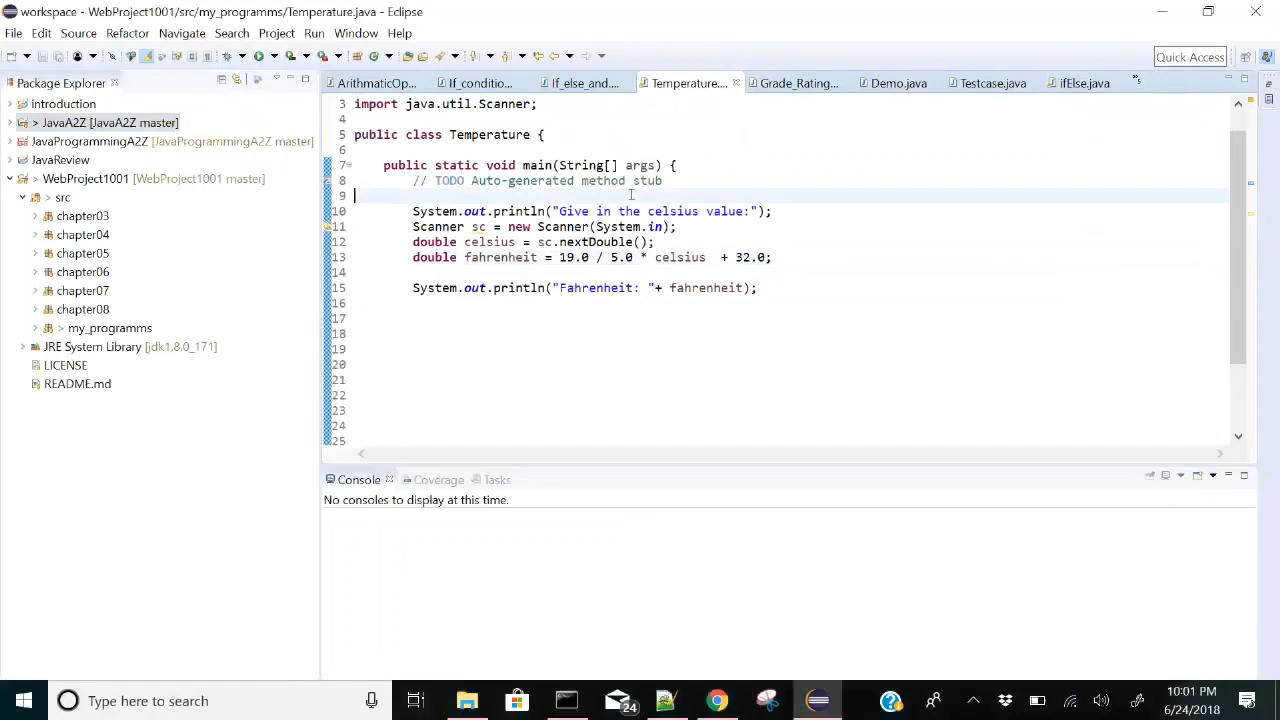 workspace - WebProject1001/src/my_programms/Temperature.java - Eclipse
File Edit Source Refactor Navigate Search Project Run Window Help
Quick Access
Package Explorer
introduction
> JavaA2Z [JavaA2Z master]
JavaProgrammingA2Z [JavaProgrammingA2Z master]
JavaReview
> WebProject1001 [WebProject1001 master]
> src
chapter03
chapter04
chapter05
chapter06
chapter07
chapter08
> my_programms
JRE System Library [jdk1.8.0_171]
LICENSE
README.md
ArithmaticOp... If_conditio... If_else_and.... Temperature.... Grade_Rating... Demo.java Testcase.java ifElse.java
3 import java.util.Scanner;
4
5 public class Temperature {
6
7 public static void main(String[] args) {
8 // TODO Auto-generated method stub
9
10 System.out.println("Give in the celsius value:");
11 Scanner sc = new Scanner(System.in);
12 double celsius = sc.nextDouble();
13 double fahrenheit = 19.0 / 5.0 * celsius + 32.0;
14
15 System.out.println("Fahrenheit: "+ fahrenheit);
16
17
18
19
20
21
22
23
24
25
Console Coverage Tasks
No consoles to display at this time.
Type here to search
24
10:01 PM
6/24/2018